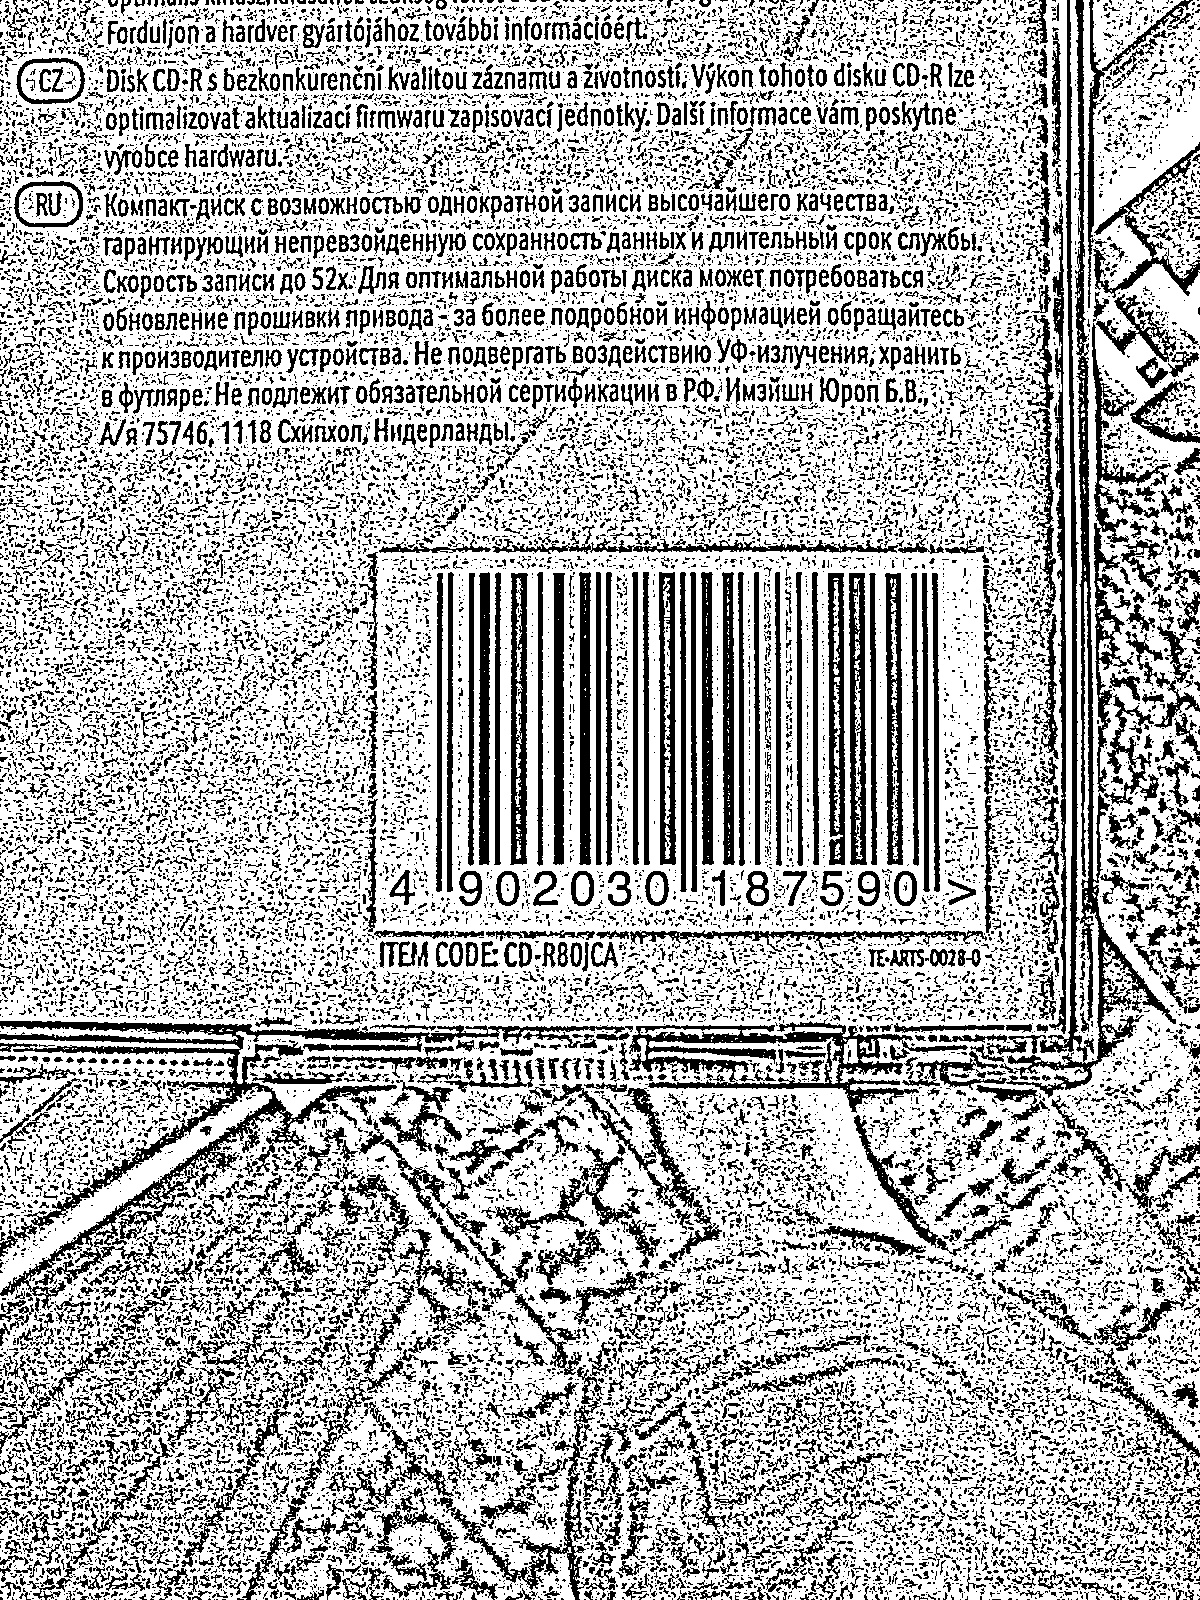 Forduljon a hardver gyártójához további információért.
CZ Disk CD-R s bezkonkurenční kvalitou záznamu a životností. Výkon tohoto disku CD-R lze
optimalizovat aktualizací firmwaru zapisovací jednotky. Další informace vám poskytne
výrobce hardwaru.
RU Компакт-диск с возможностью однократной записи высочайшего качества,
гарантирующий непревзойденную сохранность данных и длительный срок службы.
Скорость записи до 52x. Для оптимальной работы диска может потребоваться
обновление прошивки привода - за более подробной информацией обращайтесь
к производителю устройства. Не подвергать воздействию УФ-излучения, хранить
в футляре. Не подлежит обязательной сертификации в РФ. Имэйшн Юроп Б.В.,
А/я 75746, 1118 Схипхол, Нидерланды.
4 902030 187590 >
ITEM CODE: CD-R80JCA
TE-ARTS-0028-0